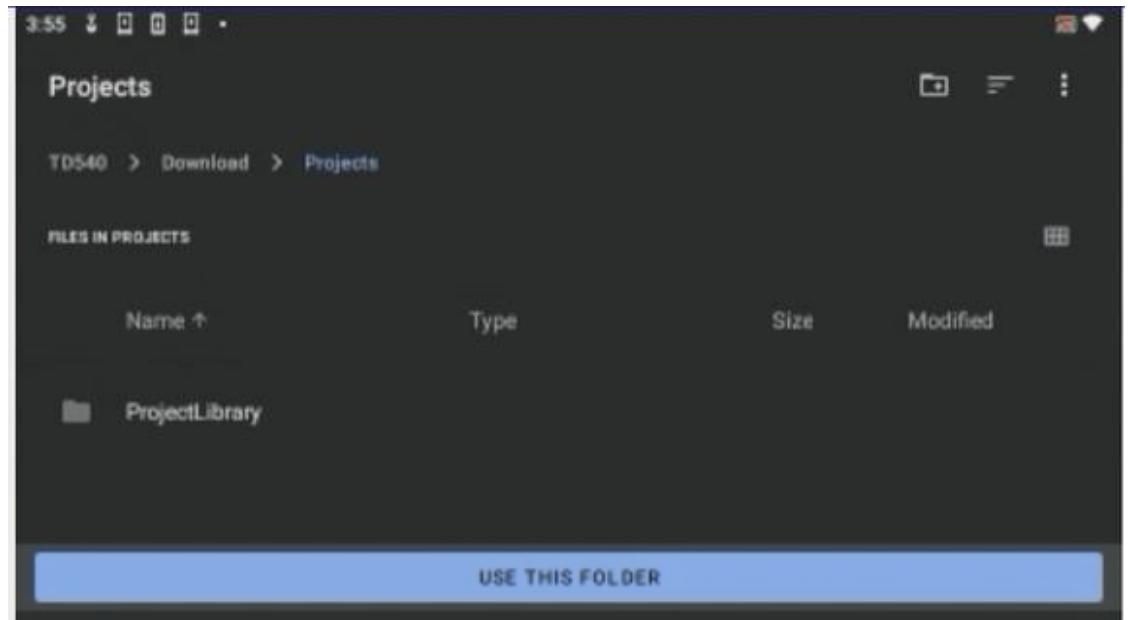 3:55
Projects
TD540 > Download > Projects
FILES IN PROJECTS
Name ↑ Type Size Modified
ProjectLibrary
USE THIS FOLDER